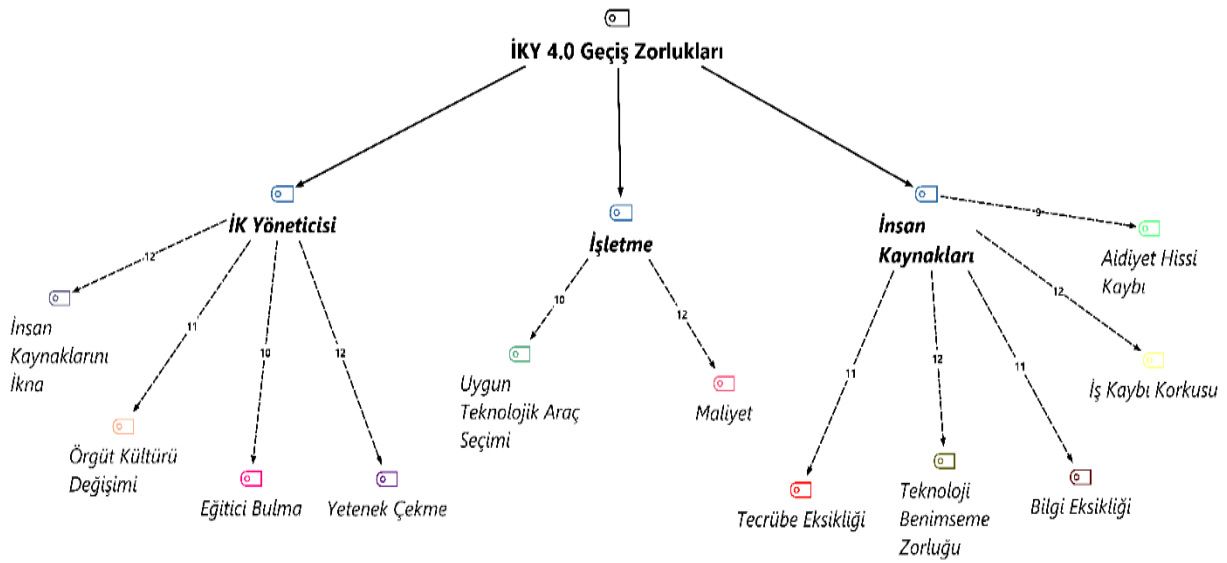 İKY 4.0 Geçiş Zorlukları
İK Yöneticisi
İşletme
İnsan
Kaynakları
9
Aidiyet Hissi
Kaybı
12
İnsan
Kaynaklarını
İkna
11
Örgüt Kültürü
Değişimi
10
Eğitici Bulma
12
Yetenek Çekme
10
Uygun
Teknolojik Araç
Seçimi
12
Maliyet
11
Tecrübe Eksikliği
12
Teknoloji
Benimseme
Zorluğu
11
Bilgi Eksikliği
12
İş Kaybı Korkusu